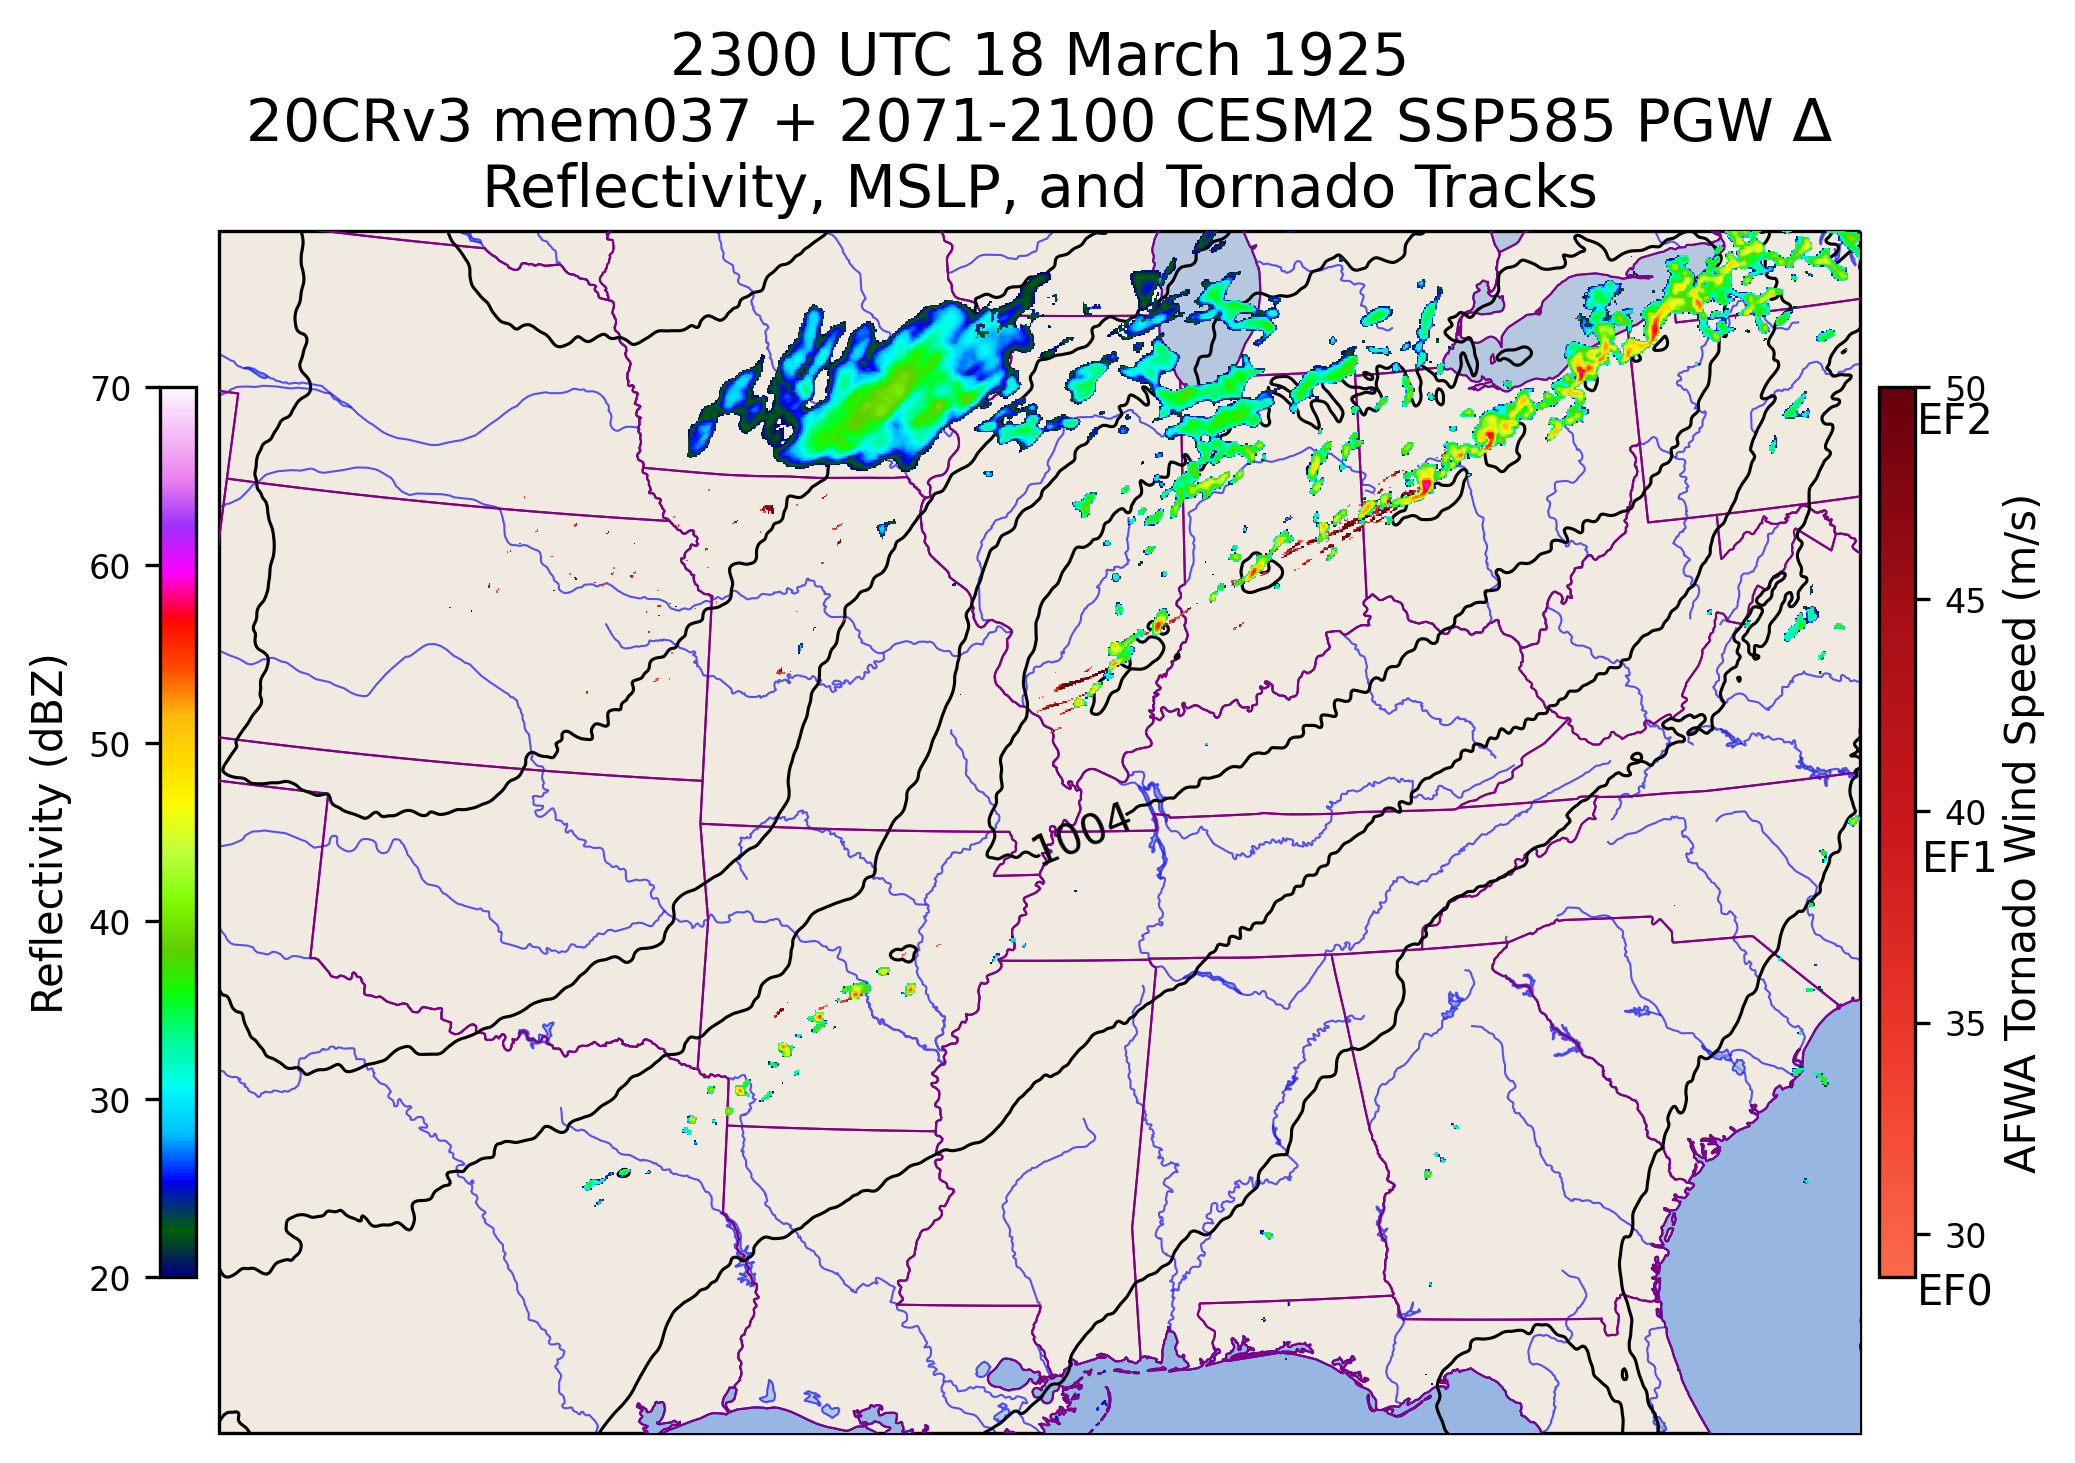 2300 UTC 18 March 1925
20CRv3 mem037 + 2071-2100 CESM2 SSP585 PGW Δ
Reflectivity, MSLP, and Tornado Tracks
Reflectivity (dBZ)
70
60
50
40
30
20
1004
50
EF2
45
40
EF1
35
30
EF0
AFWA Tornado Wind Speed (m/s)